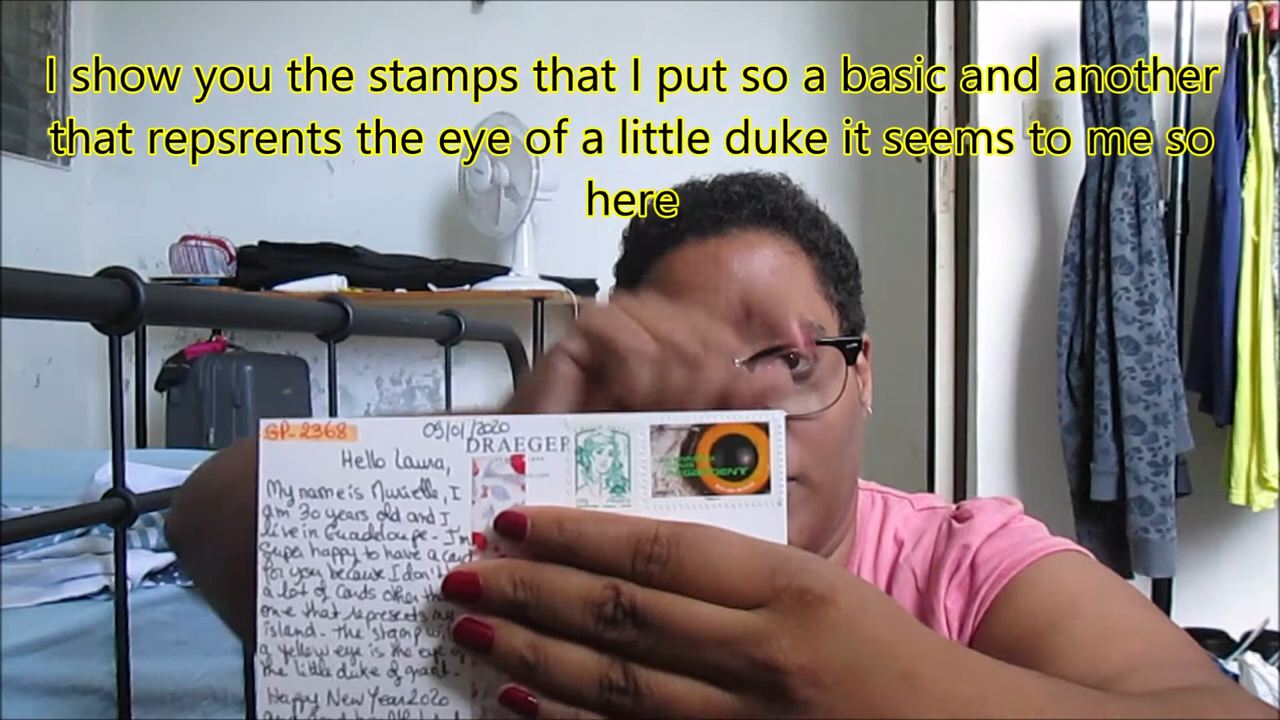 I show you the stamps that I put so a basic and another
that repsrents the eye of a little duke it seems to me so
here
GP-2368
09/01/2020
DRAEGER
Hello Laura,
My name is Murielle, I
am 30 years old and I
live in Guadeloupe - I'm
super happy to have a card
for you because I don't
a lot of cards other tha
one that represents my
island - the stamp wi
a yellow eye is the eye of
the little duke of grant -
Happy New Year 2020